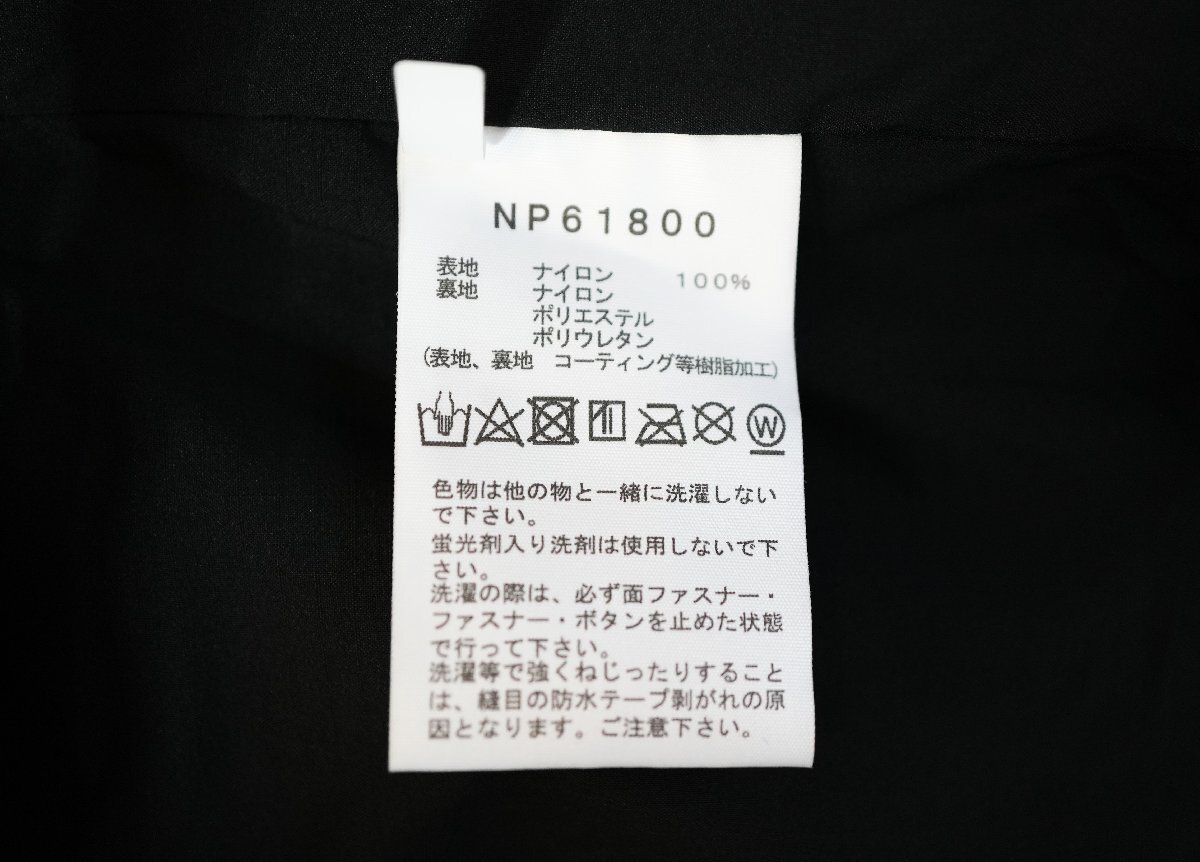 NP61800
表地 ナイロン 100%
裏地 ナイロン
ポリエステル
ポリウレタン
(表地、裏地 コーティング等樹脂加工)
W
色物は他の物と一緒に洗濯しない
で下さい。
蛍光剤入り洗剤は使用しないで下
さい。
洗濯の際は、必ず面ファスナー・
ファスナー・ボタンを止めた状態
で行って下さい。
洗濯等で強くねじったりすること
は、縫目の防水テープ剥がれの原
因となります。ご注意下さい。